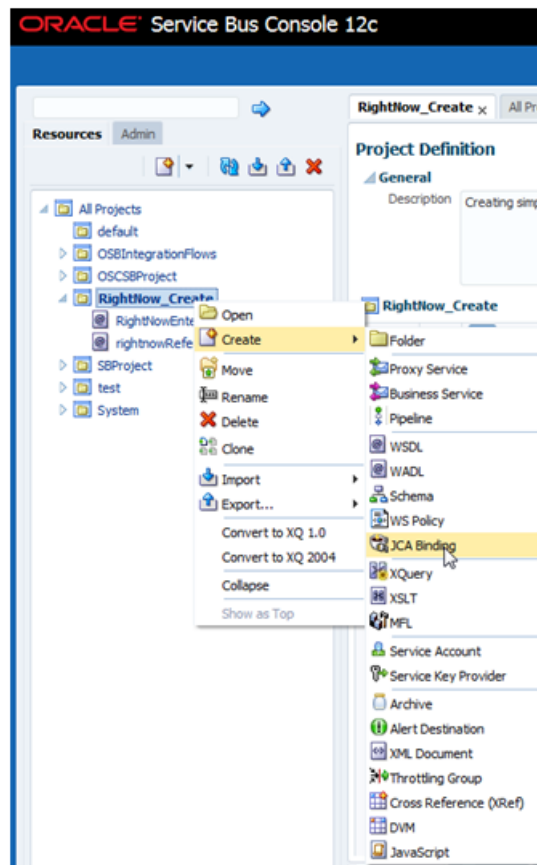 ORACLE Service Bus Console 12c
RightNow_Create x All Pr
Resources Admin
Project Definition
General
Description Creating simp
All Projects
default
OSBIntegrationFlows
OSCSBProject
RightNow_Create
RightNowEnte
rightnowRefe
SBProject
test
System
RightNow_Create
Open
Create
Move
Rename
Delete
Clone
Import
Export...
Convert to XQ 1.0
Convert to XQ 2004
Collapse
Show as Top
Folder
Proxy Service
Business Service
Pipeline
WSDL
WADL
Schema
WS Policy
JCA Binding
XQuery
XSLT
MFL
Service Account
Service Key Provider
Archive
Alert Destination
XML Document
Throttling Group
Cross Reference (XRef)
DVM
JavaScript